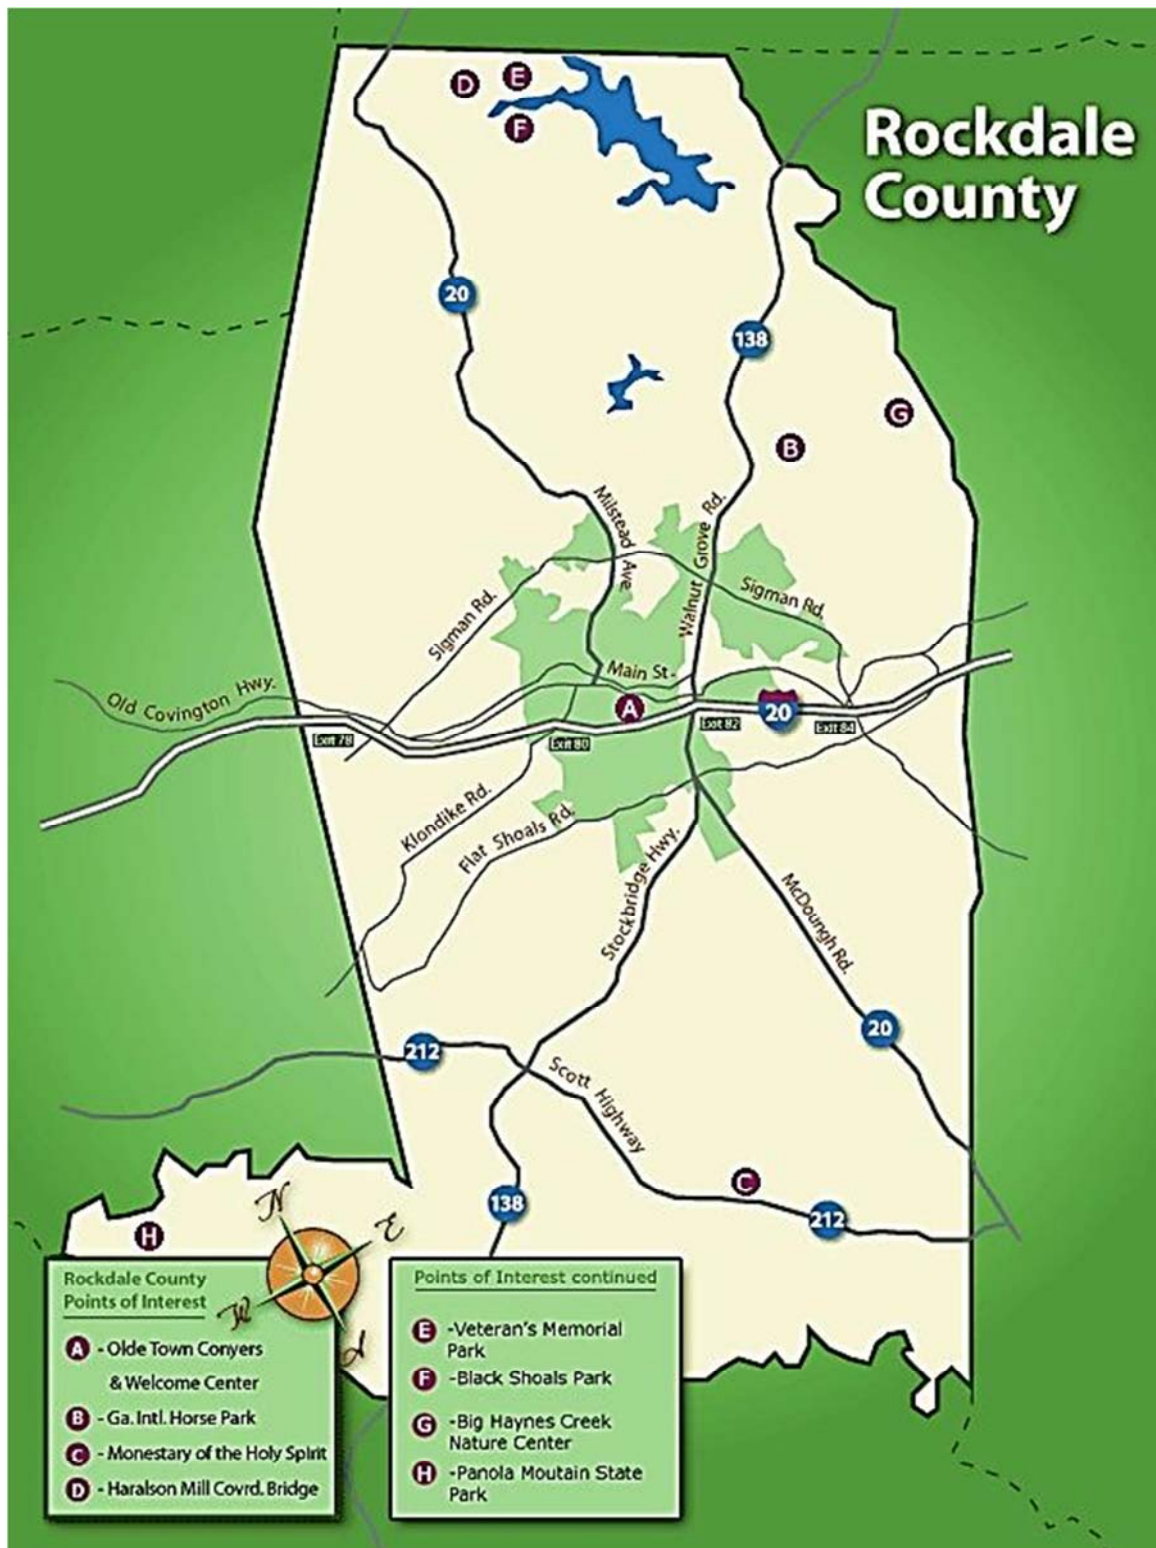 D
E
F
Rockdale
County
20
138
G
B
Milstead Ave
Walnut Grove Rd.
Sigman Rd.
Sigman Rd.
Main St-
Old Covington Hwy.
A
20
Exit 78
Exit 80
Exit 82
Exit 84
Klondike Rd.
Flat Shoals Rd.
Stockbridge Hwy.
McDoungh Rd.
20
212
Scott Highway
C
138
212
H
N
E
W
S
Rockdale County
Points of Interest
A - Olde Town Conyers
& Welcome Center
B - Ga. Intl. Horse Park
C - Monestary of the Holy Spirit
D - Haralson Mill Covrd. Bridge
Points of Interest continued
E -Veteran's Memorial
Park
F -Black Shoals Park
G -Big Haynes Creek
Nature Center
H -Panola Moutain State
Park